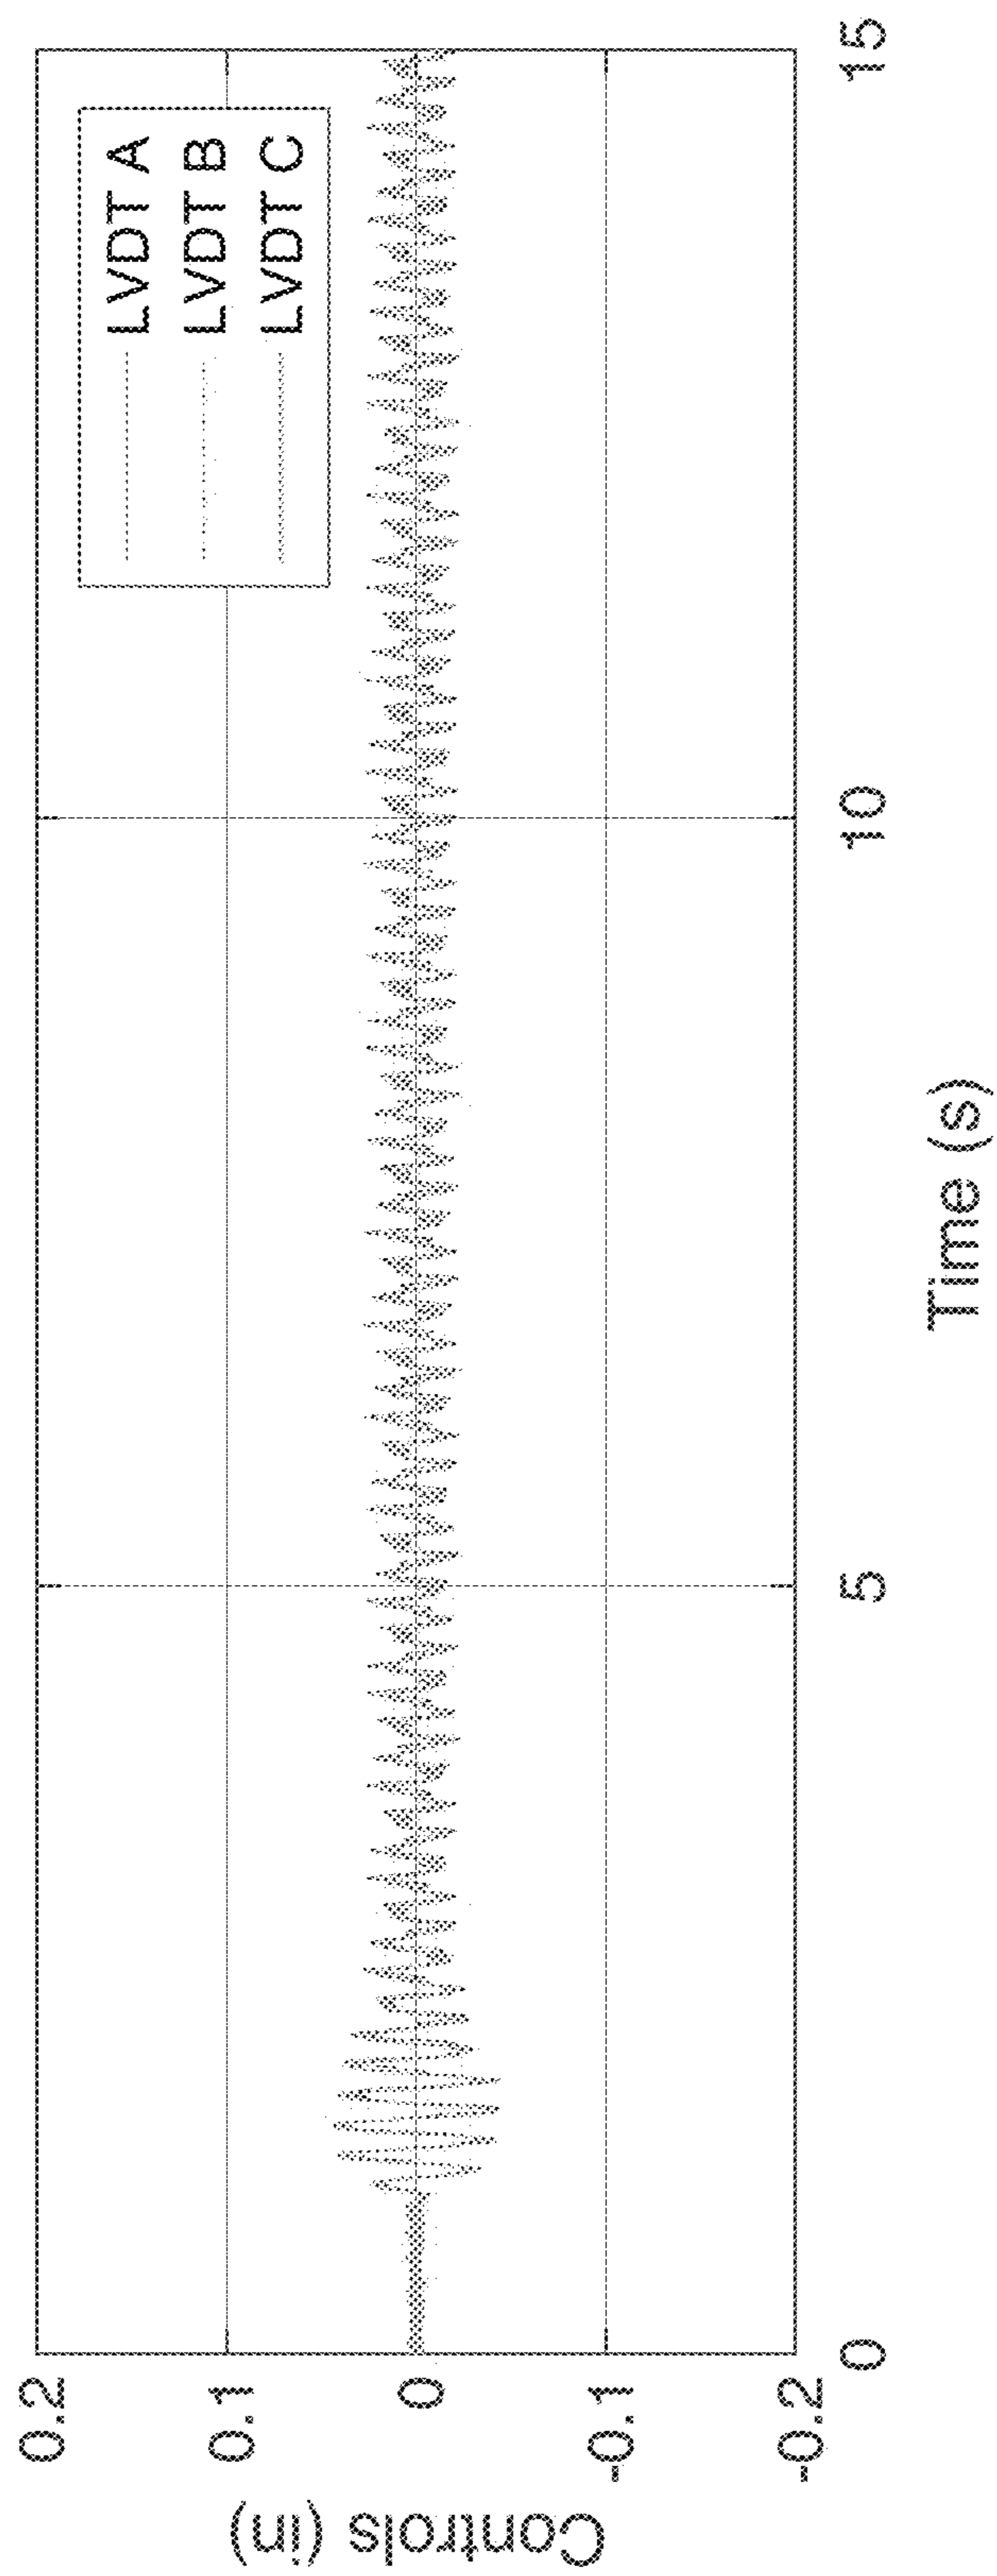 Controls (in)
0.2
0.1
0
-0.1
-0.2
LVDT A
LVDT B
LVDT C
0
5
10
15
Time (s)